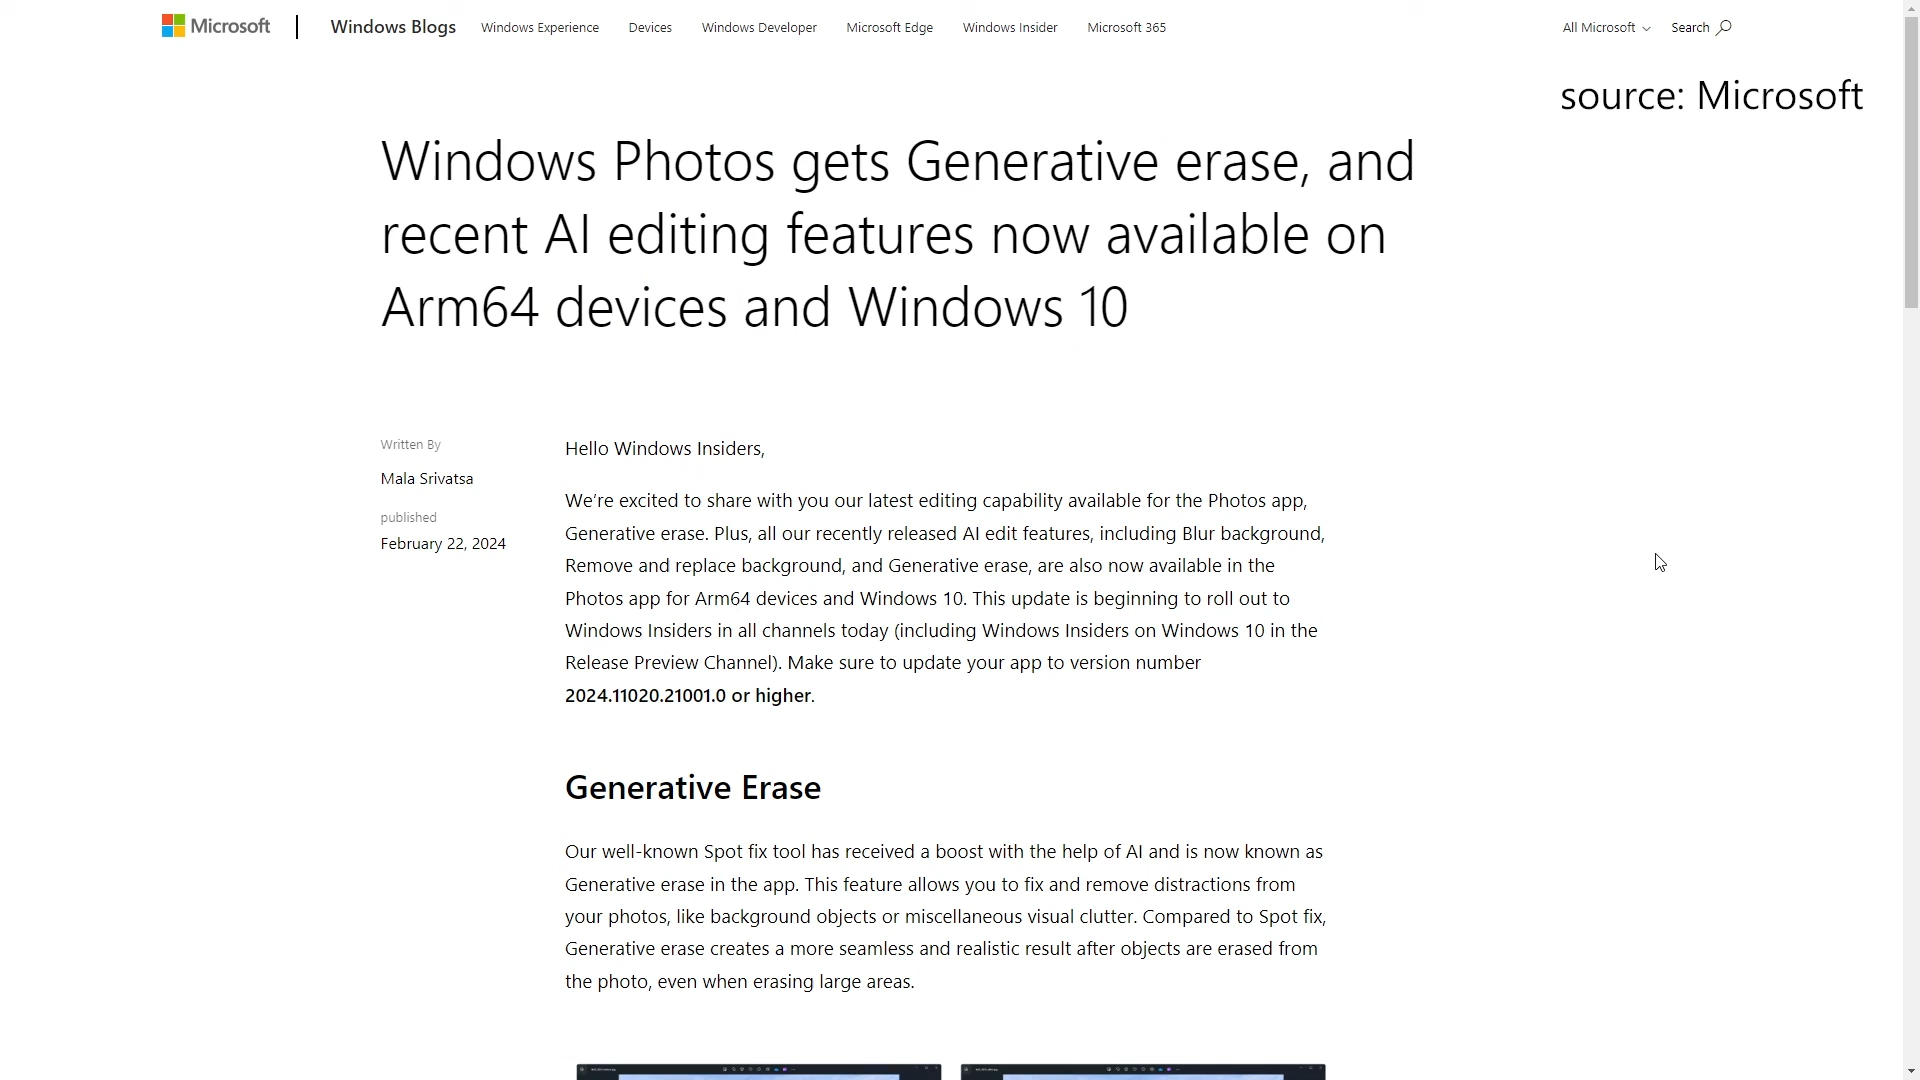 Microsoft
Windows Blogs
Windows Experience
Devices
Windows Developer
Microsoft Edge
Windows Insider
Microsoft 365
All Microsoft
Search
source: Microsoft
Windows Photos gets Generative erase, and
recent AI editing features now available on
Arm64 devices and Windows 10
Written By
Mala Srivatsa
published
February 22, 2024
Hello Windows Insiders,
We’re excited to share with you our latest editing capability available for the Photos app,
Generative erase. Plus, all our recently released AI edit features, including Blur background,
Remove and replace background, and Generative erase, are also now available in the
Photos app for Arm64 devices and Windows 10. This update is beginning to roll out to
Windows Insiders in all channels today (including Windows Insiders on Windows 10 in the
Release Preview Channel). Make sure to update your app to version number
2024.11020.21001.0 or higher.
Generative Erase
Our well-known Spot fix tool has received a boost with the help of AI and is now known as
Generative erase in the app. This feature allows you to fix and remove distractions from
your photos, like background objects or miscellaneous visual clutter. Compared to Spot fix,
Generative erase creates a more seamless and realistic result after objects are erased from
the photo, even when erasing large areas.